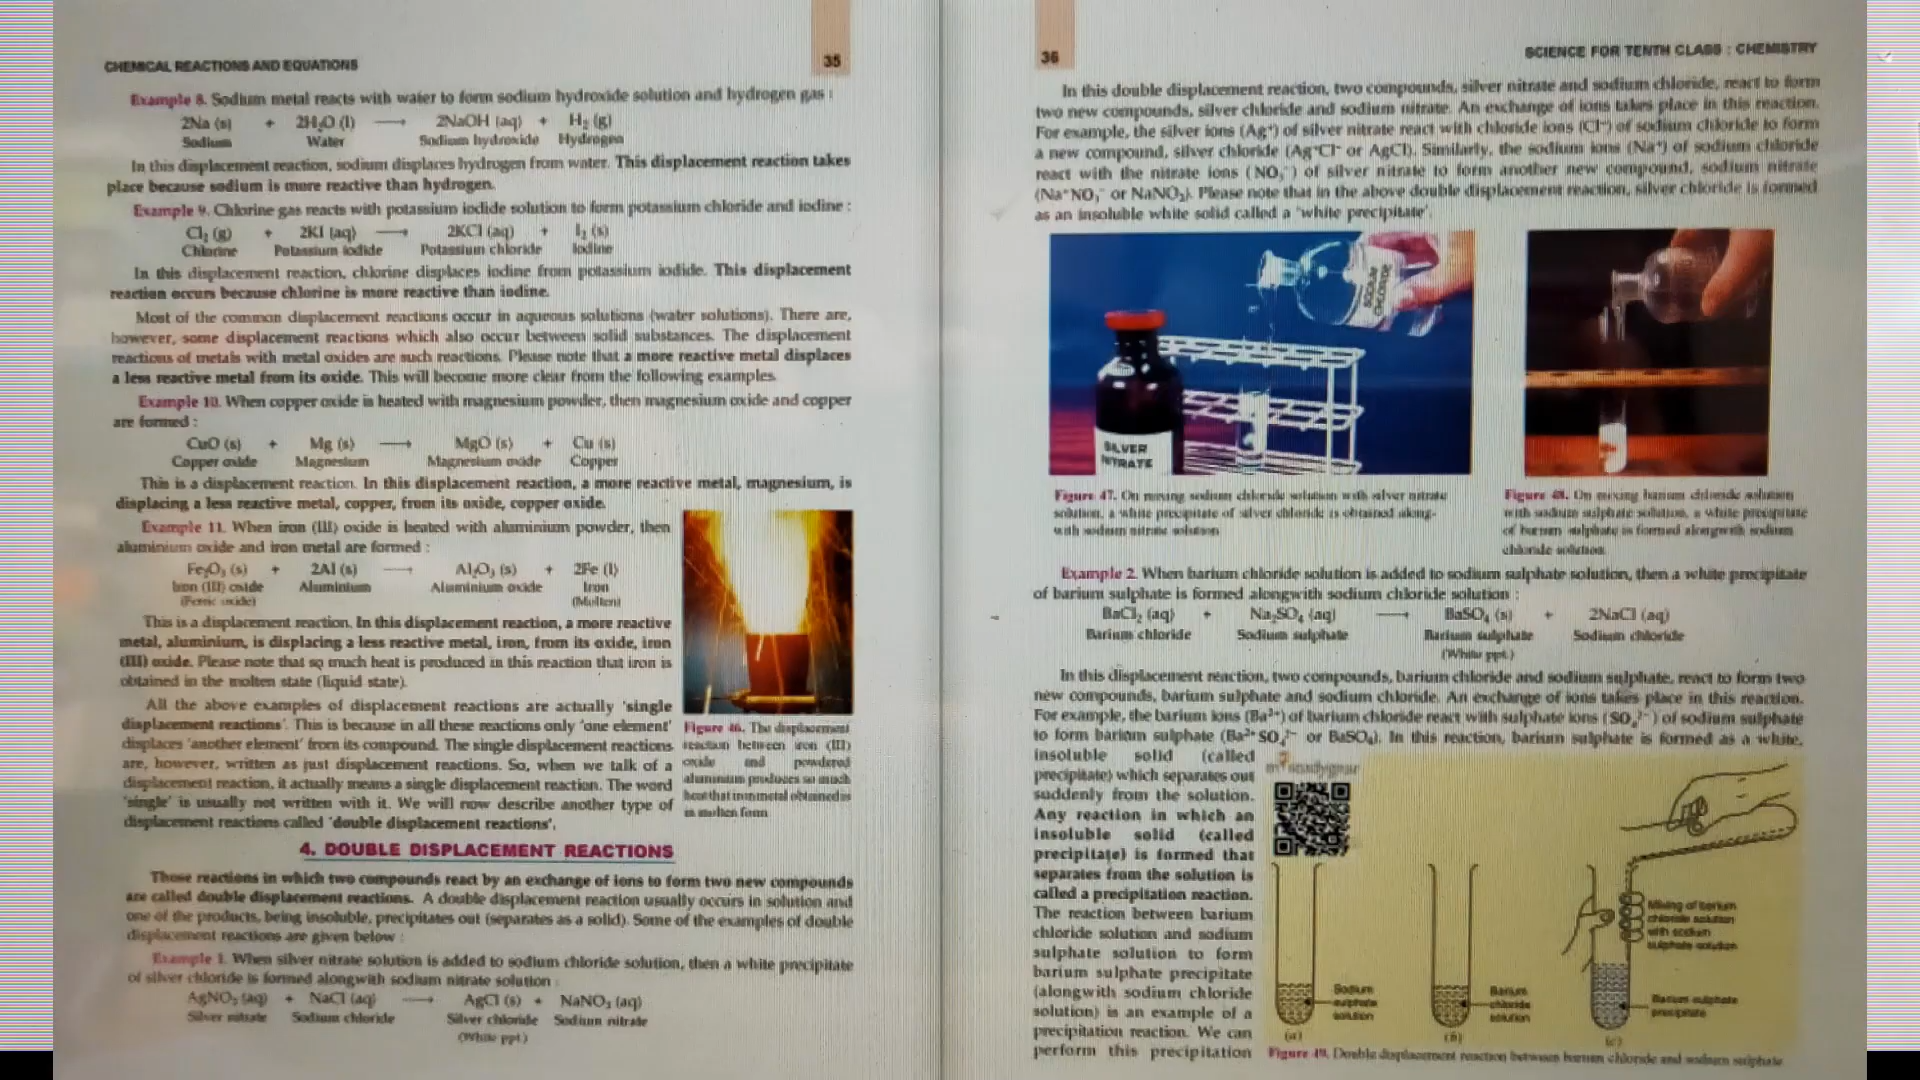 CHEMICAL REACTIONS AND EQUATIONS
35
Example 8. Sodium metal reacts with water to form sodium hydroxide solution and hydrogen gas :
2Na (s) + 2H₂O (l) ⟶ 2NaOH (aq) + H₂ (g)
Sodium Water Sodium hydroxide Hydrogen
In this displacement reaction, sodium displaces hydrogen from water. This displacement reaction takes
place because sodium is more reactive than hydrogen.
Example 9. Chlorine gas reacts with potassium iodide solution to form potassium chloride and iodine :
Cl₂ (g) + 2KI (aq) ⟶ 2KCl (aq) + I₂ (s)
Chlorine Potassium iodide Potassium chloride Iodine
In this displacement reaction, chlorine displaces iodine from potassium iodide. This displacement
reaction occurs because chlorine is more reactive than iodine.
Most of the common displacement reactions occur in aqueous solutions (water solutions). There are,
however, some displacement reactions which also occur between solid substances. The displacement
reactions of metals with metal oxides are such reactions. Please note that a more reactive metal displaces
a less reactive metal from its oxide. This will become more clear from the following examples.
Example 10. When copper oxide is heated with magnesium powder, then magnesium oxide and copper
are formed :
CuO (s) + Mg (s) ⟶ MgO (s) + Cu (s)
Copper oxide Magnesium Magnesium oxide Copper
This is a displacement reaction. In this displacement reaction, a more reactive metal, magnesium, is
displacing a less reactive metal, copper, from its oxide, copper oxide.
Example 11. When iron (III) oxide is heated with aluminium powder, then
aluminium oxide and iron metal are formed :
Fe₂O₃ (s) + 2Al (s) ⟶ Al₂O₃ (s) + 2Fe (l)
Iron (III) oxide Aluminium Aluminium oxide Iron
(Ferric oxide) (Molten)
This is a displacement reaction. In this displacement reaction, a more reactive
metal, aluminium, is displacing a less reactive metal, iron, from its oxide, iron
(III) oxide. Please note that so much heat is produced in this reaction that iron is
obtained in the molten state (liquid state).
All the above examples of displacement reactions are actually 'single
displacement reactions'. This is because in all these reactions only 'one element'
displaces 'another element' from its compound. The single displacement reactions
are, however, written as just displacement reactions. So, when we talk of a
displacement reaction, it actually means a single displacement reaction. The word
'single' is usually not written with it. We will now describe another type of
displacement reactions called 'double displacement reactions'.
Figure 46. The displacement
reaction between iron (III)
oxide and powdered
aluminium produces so much
heat that iron metal obtained is
in molten form.
4. DOUBLE DISPLACEMENT REACTIONS
Those reactions in which two compounds react by an exchange of ions to form two new compounds
are called double displacement reactions. A double displacement reaction usually occurs in solution and
one of the products, being insoluble, precipitates out (separates as a solid). Some of the examples of double
displacement reactions are given below :
Example 1. When silver nitrate solution is added to sodium chloride solution, then a white precipitate
of silver chloride is formed alongwith sodium nitrate solution :
AgNO₃ (aq) + NaCl (aq) ⟶ AgCl (s) + NaNO₃ (aq)
Silver nitrate Sodium chloride Silver chloride Sodium nitrate
(White ppt.)
36
SCIENCE FOR TENTH CLASS : CHEMISTRY
In this double displacement reaction, two compounds, silver nitrate and sodium chloride, react to form
two new compounds, silver chloride and sodium nitrate. An exchange of ions takes place in this reaction.
For example, the silver ions (Ag⁺) of silver nitrate react with chloride ions (Cl⁻) of sodium chloride to form
a new compound, silver chloride (Ag⁺Cl⁻ or AgCl). Similarly, the sodium ions (Na⁺) of sodium chloride
react with the nitrate ions (NO₃⁻) of silver nitrate to form another new compound, sodium nitrate
(Na⁺NO₃⁻ or NaNO₃). Please note that in the above double displacement reaction, silver chloride is formed
as an insoluble white solid called a 'white precipitate'.
SODIUM
CHLORIDE
SILVER
NITRATE
Figure 47. On mixing sodium chloride solution with silver nitrate
solution, a white precipitate of silver chloride is obtained along-
with sodium nitrate solution.
Figure 48. On mixing barium chloride solution
with sodium sulphate solution, a white precipitate
of barium sulphate is formed alongwith sodium
chloride solution.
Example 2. When barium chloride solution is added to sodium sulphate solution, then a white precipitate
of barium sulphate is formed alongwith sodium chloride solution :
BaCl₂ (aq) + Na₂SO₄ (aq) ⟶ BaSO₄ (s) + 2NaCl (aq)
Barium chloride Sodium sulphate Barium sulphate Sodium chloride
(White ppt.)
In this displacement reaction, two compounds, barium chloride and sodium sulphate, react to form two
new compounds, barium sulphate and sodium chloride. An exchange of ions takes place in this reaction.
For example, the barium ions (Ba²⁺) of barium chloride react with sulphate ions (SO₄²⁻) of sodium sulphate
to form barium sulphate (Ba²⁺SO₄²⁻ or BaSO₄). In this reaction, barium sulphate is formed as a white,
insoluble solid (called
precipitate) which separates out
suddenly from the solution.
Any reaction in which an
insoluble solid (called
precipitate) is formed that
separates from the solution is
called a precipitation reaction.
The reaction between barium
chloride solution and sodium
sulphate solution to form
barium sulphate precipitate
(alongwith sodium chloride
solution) is an example of a
precipitation reaction. We can
perform this precipitation
Sodium
sulphate
solution
(a)
Barium
chloride
solution
(b)
Mixing of barium
chloride solution
with sodium
sulphate solution
Barium sulphate
precipitate
(c)
Figure 49. Double displacement reaction between barium chloride and sodium sulphate